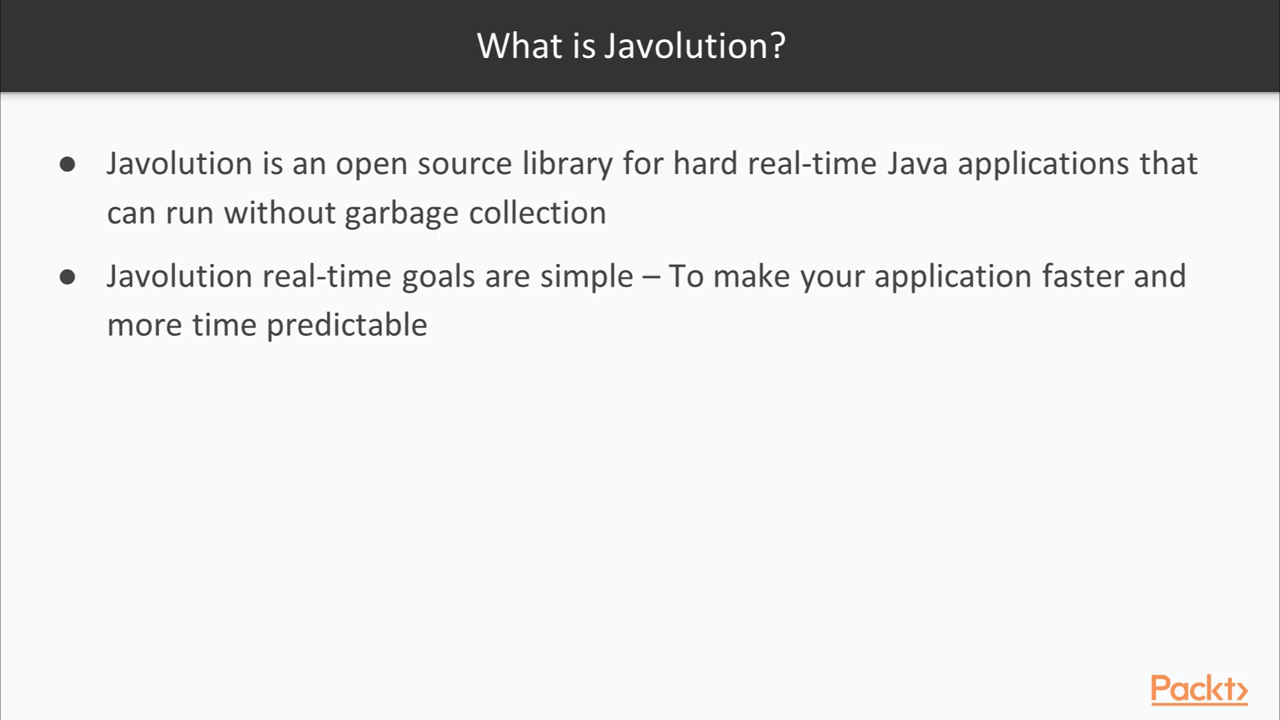 What is Javolution?
● Javolution is an open source library for hard real-time Java applications that
can run without garbage collection
● Javolution real-time goals are simple – To make your application faster and
more time predictable
Packt>